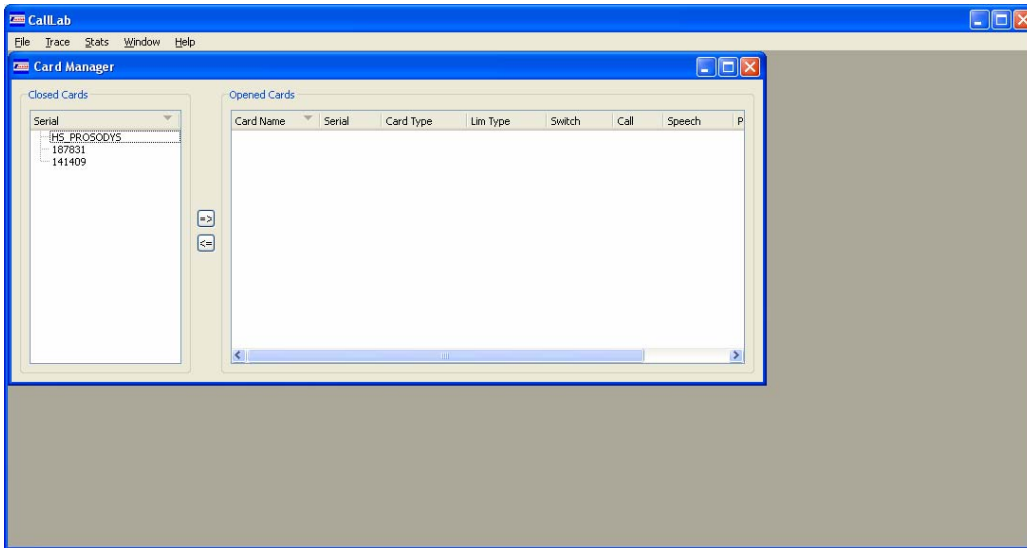 CallLab
File Trace Stats Window Help
Card Manager
Closed Cards
Serial
HS_PROSODYS
187831
141409
=>
<=
Opened Cards
Card Name Serial Card Type Lim Type Switch Call Speech P